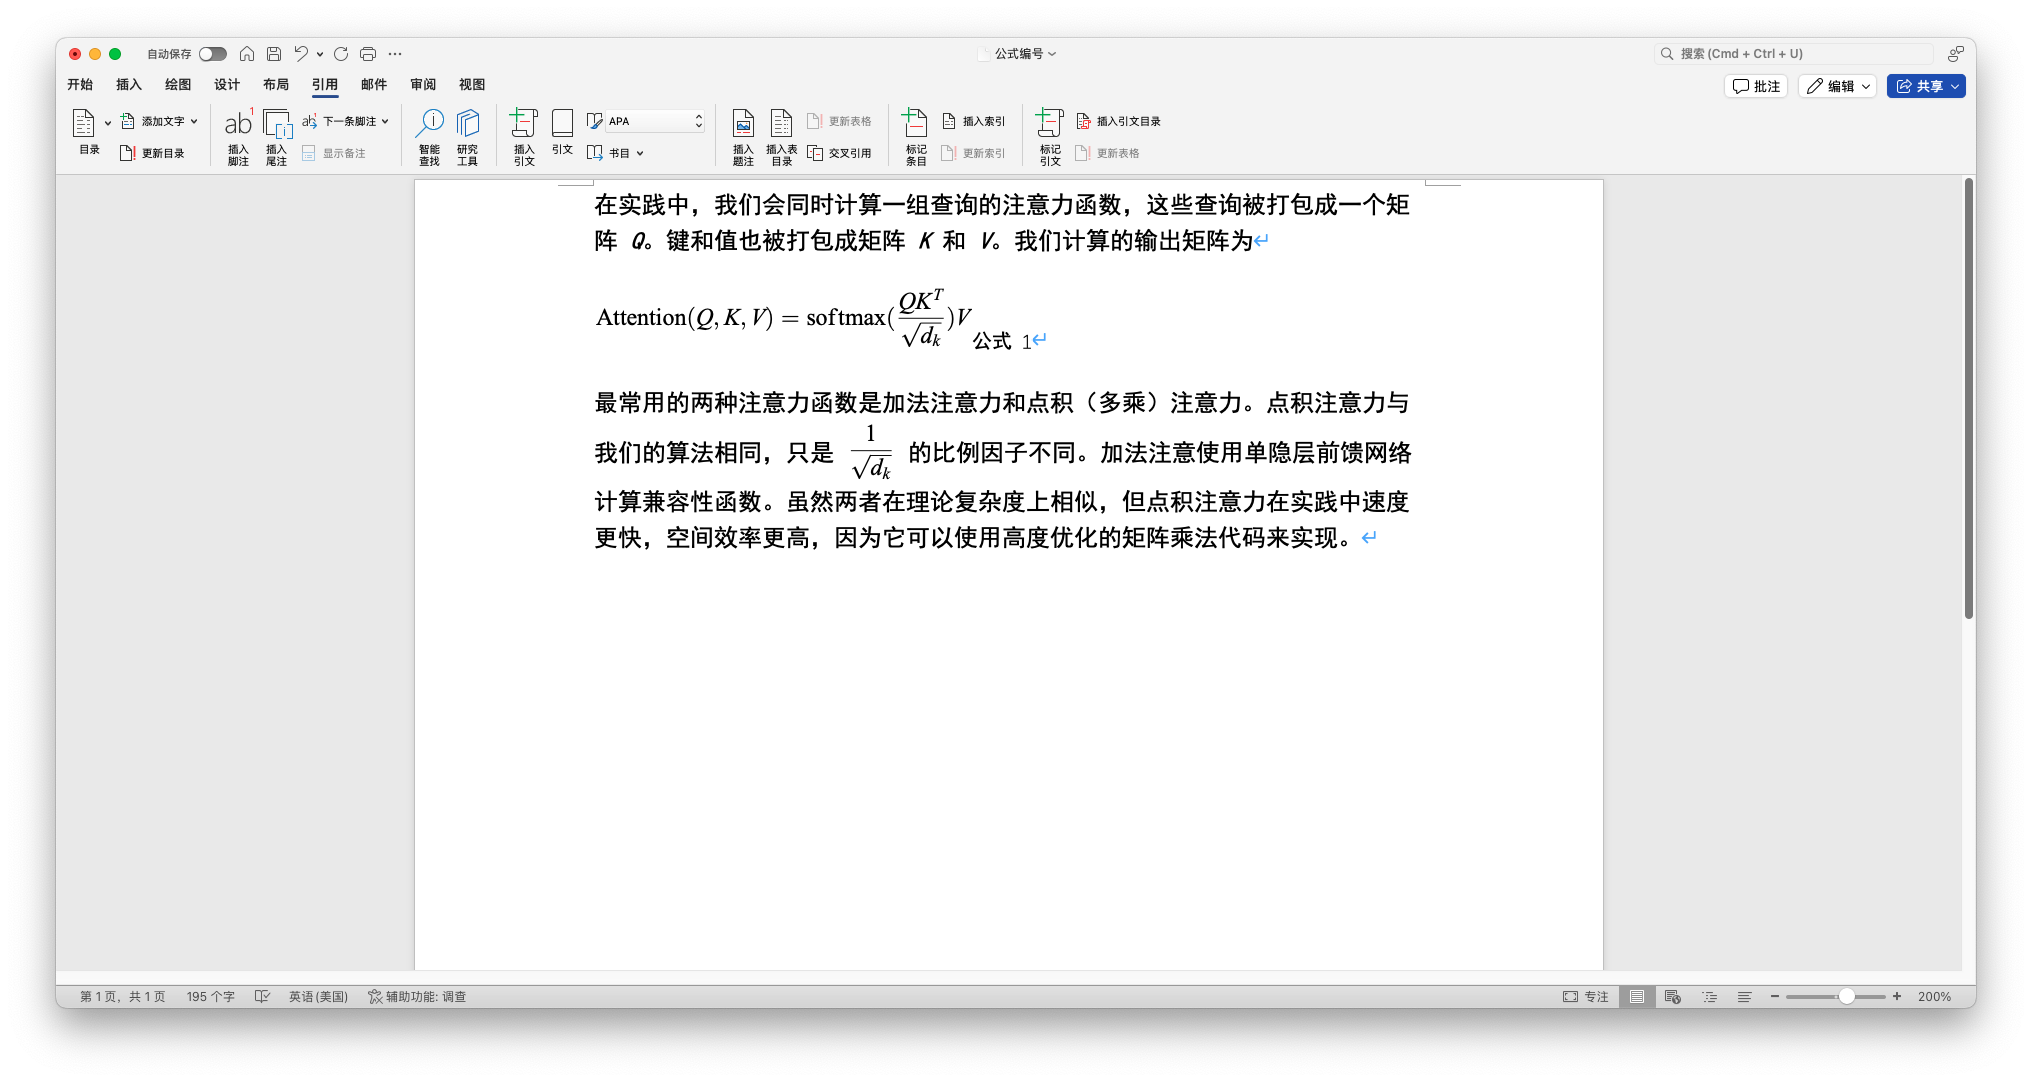 自动保存
公式编号
搜索 (Cmd + Ctrl + U)
开始 插入 绘图 设计 布局 引用 邮件 审阅 视图
批注 编辑 共享
目录
添加文字
更新目录
ab 1
插入脚注
插入尾注
下一条脚注
显示备注
智能查找
研究工具
插入引文
引文
APA
书目
插入题注
插入表目录
更新表格
交叉引用
标记条目
插入索引
更新索引
标记引文
插入引文目录
更新表格
在实践中，我们会同时计算一组查询的注意力函数，这些查询被打包成一个矩
阵 Q。键和值也被打包成矩阵 K 和 V。我们计算的输出矩阵为↵
Attention(Q, K, V) = softmax(QK^T/√d_k)V 公式 1↵
最常用的两种注意力函数是加法注意力和点积（多乘）注意力。点积注意力与
我们的算法相同，只是 1/√d_k 的比例因子不同。加法注意使用单隐层前馈网络
计算兼容性函数。虽然两者在理论复杂度上相似，但点积注意力在实践中速度
更快，空间效率更高，因为它可以使用高度优化的矩阵乘法代码来实现。↵
第 1 页，共 1 页 195 个字 英语 (美国) 辅助功能: 调查 专注 200%